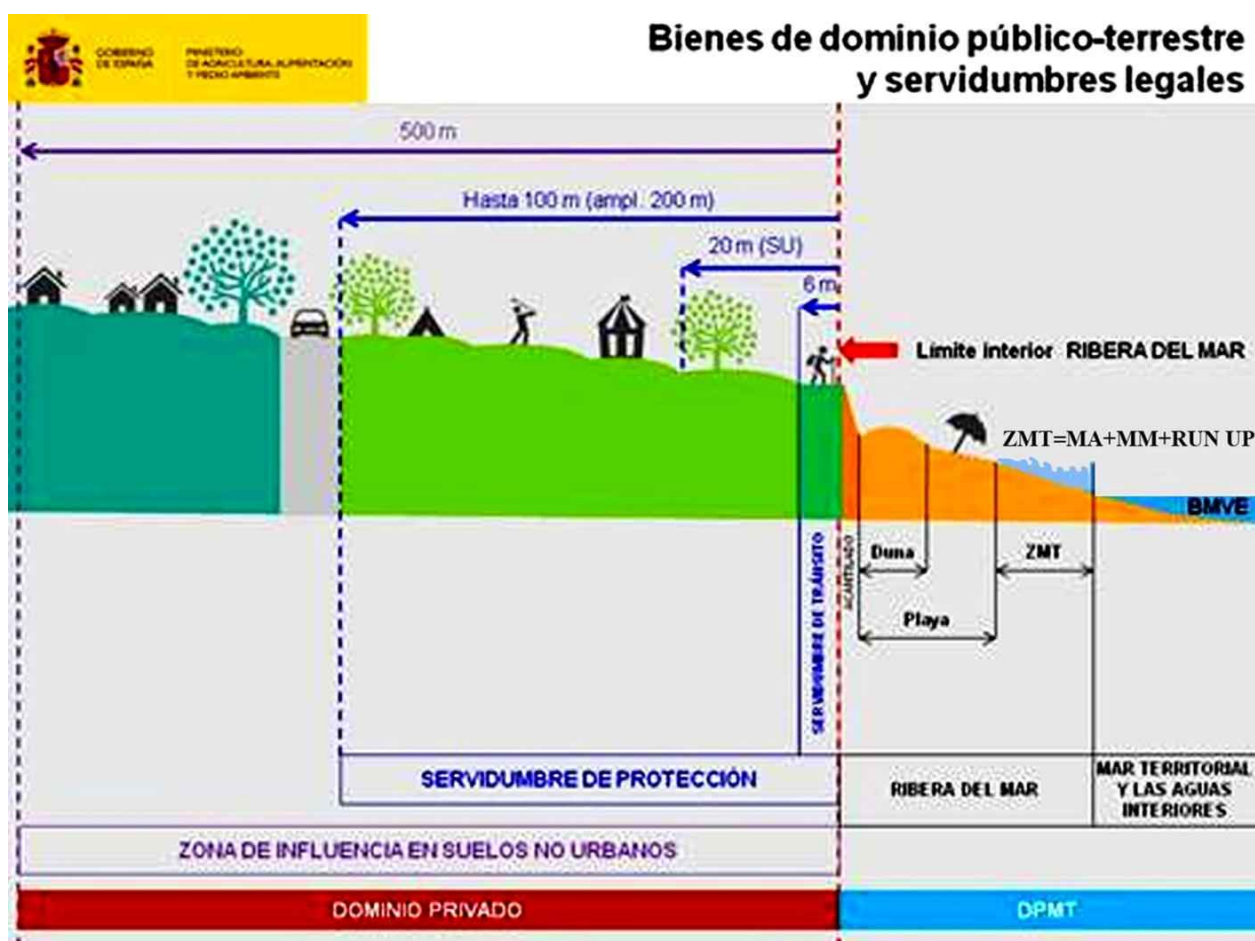 GOBIERNO
DE ESPAÑA
MINISTERIO
DE AGRICULTURA, ALIMENTACIÓN
Y MEDIO AMBIENTE
Bienes de dominio público-terrestre
y servidumbres legales
500 m
Hasta 100 m (ampl. 200 m)
20 m (SU)
6 m
Limite interior RIBERA DEL MAR
ZMT=MA+MM+RUN UP
BMVE
SERVIDUMBRE DE TRÁNSITO
ACANTILADO
Duna
ZMT
Playa
SERVIDUMBRE DE PROTECCIÓN
RIBERA DEL MAR
MAR TERRITORIAL
Y LAS AGUAS
INTERIORES
ZONA DE INFLUENCIA EN SUELOS NO URBANOS
DOMINIO PRIVADO
DPMT